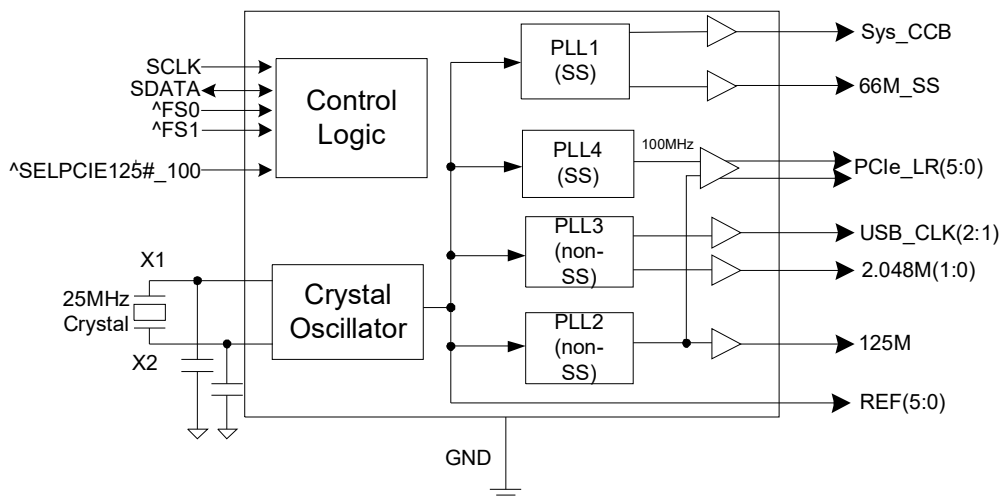 SCLK
SDATA
^FS0
^FS1
^SELPCIE125#_100
Control
Logic
X1
25MHz
Crystal
X2
Crystal
Oscillator
PLL1
(SS)
PLL4
(SS)
100MHz
PLL3
(non-
SS)
PLL2
(non-
SS)
Sys_CCB
66M_SS
PCIe_LR(5:0)
USB_CLK(2:1)
2.048M(1:0)
125M
REF(5:0)
GND